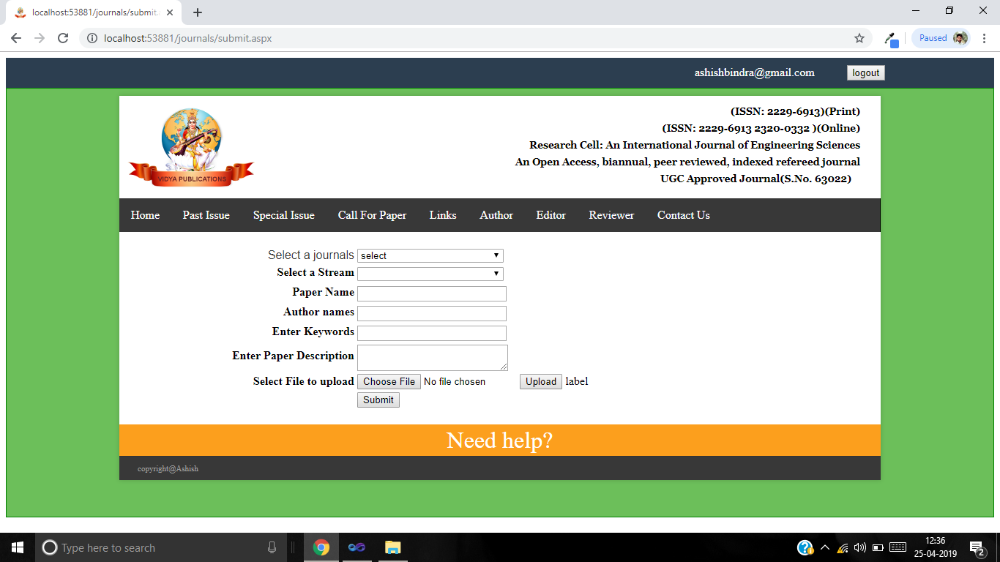 localhost:53881/journals/submit.
localhost:53881/journals/submit.aspx
Paused
ashishbindra@gmail.com logout
(ISSN: 2229-6913)(Print)
(ISSN: 2229-6913 2320-0332 )(Online)
Research Cell: An International Journal of Engineering Sciences
An Open Access, biannual, peer reviewed, indexed refereed journal
UGC Approved Journal(S.No. 63022)
VIDYA PUBLICATIONS
Home Past Issue Special Issue Call For Paper Links Author Editor Reviewer Contact Us
Select a journals select
Select a Stream
Paper Name
Author names
Enter Keywords
Enter Paper Description
Select File to upload Choose File No file chosen Upload label
Submit
Need help?
copyright@Ashish
Type here to search
12:36
25-04-2019
2